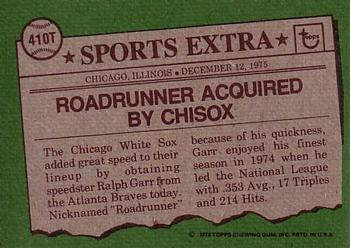 410T
★ SPORTS EXTRA ★
topps
CHICAGO, ILLINOIS • DECEMBER 12, 1975
ROADRUNNER ACQUIRED
BY CHISOX
The Chicago White Sox
added great speed to their
lineup by obtaining
speedster Ralph Garr from
the Atlanta Braves today.
Nicknamed "Roadrunner"
because of his quickness,
Garr enjoyed his finest
season in 1974 when he
led the National League
with .353 Avg., 17 Triples
and 214 Hits.
© 1976 TOPPS CHEWING GUM, INC. PRTD. IN U.S.A.